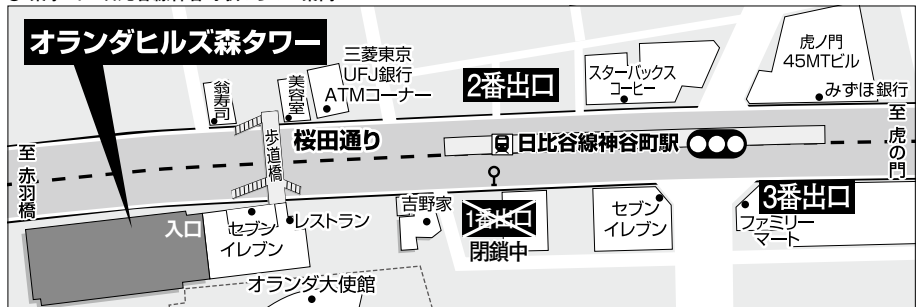 オランダヒルズ森タワー
翁寿司
美容室
三菱東京
UFJ銀行
ATMコーナー
2番出口
スターバックス
コーヒー
虎ノ門
45MTビル
みずほ銀行
至 虎の門
桜田通り
日比谷線神谷町駅
歩道橋
至 赤羽橋
入口
セブン
イレブン
レストラン
吉野家
1番出口
閉鎖中
セブン
イレブン
3番出口
ファミリー
マート
オランダ大使館